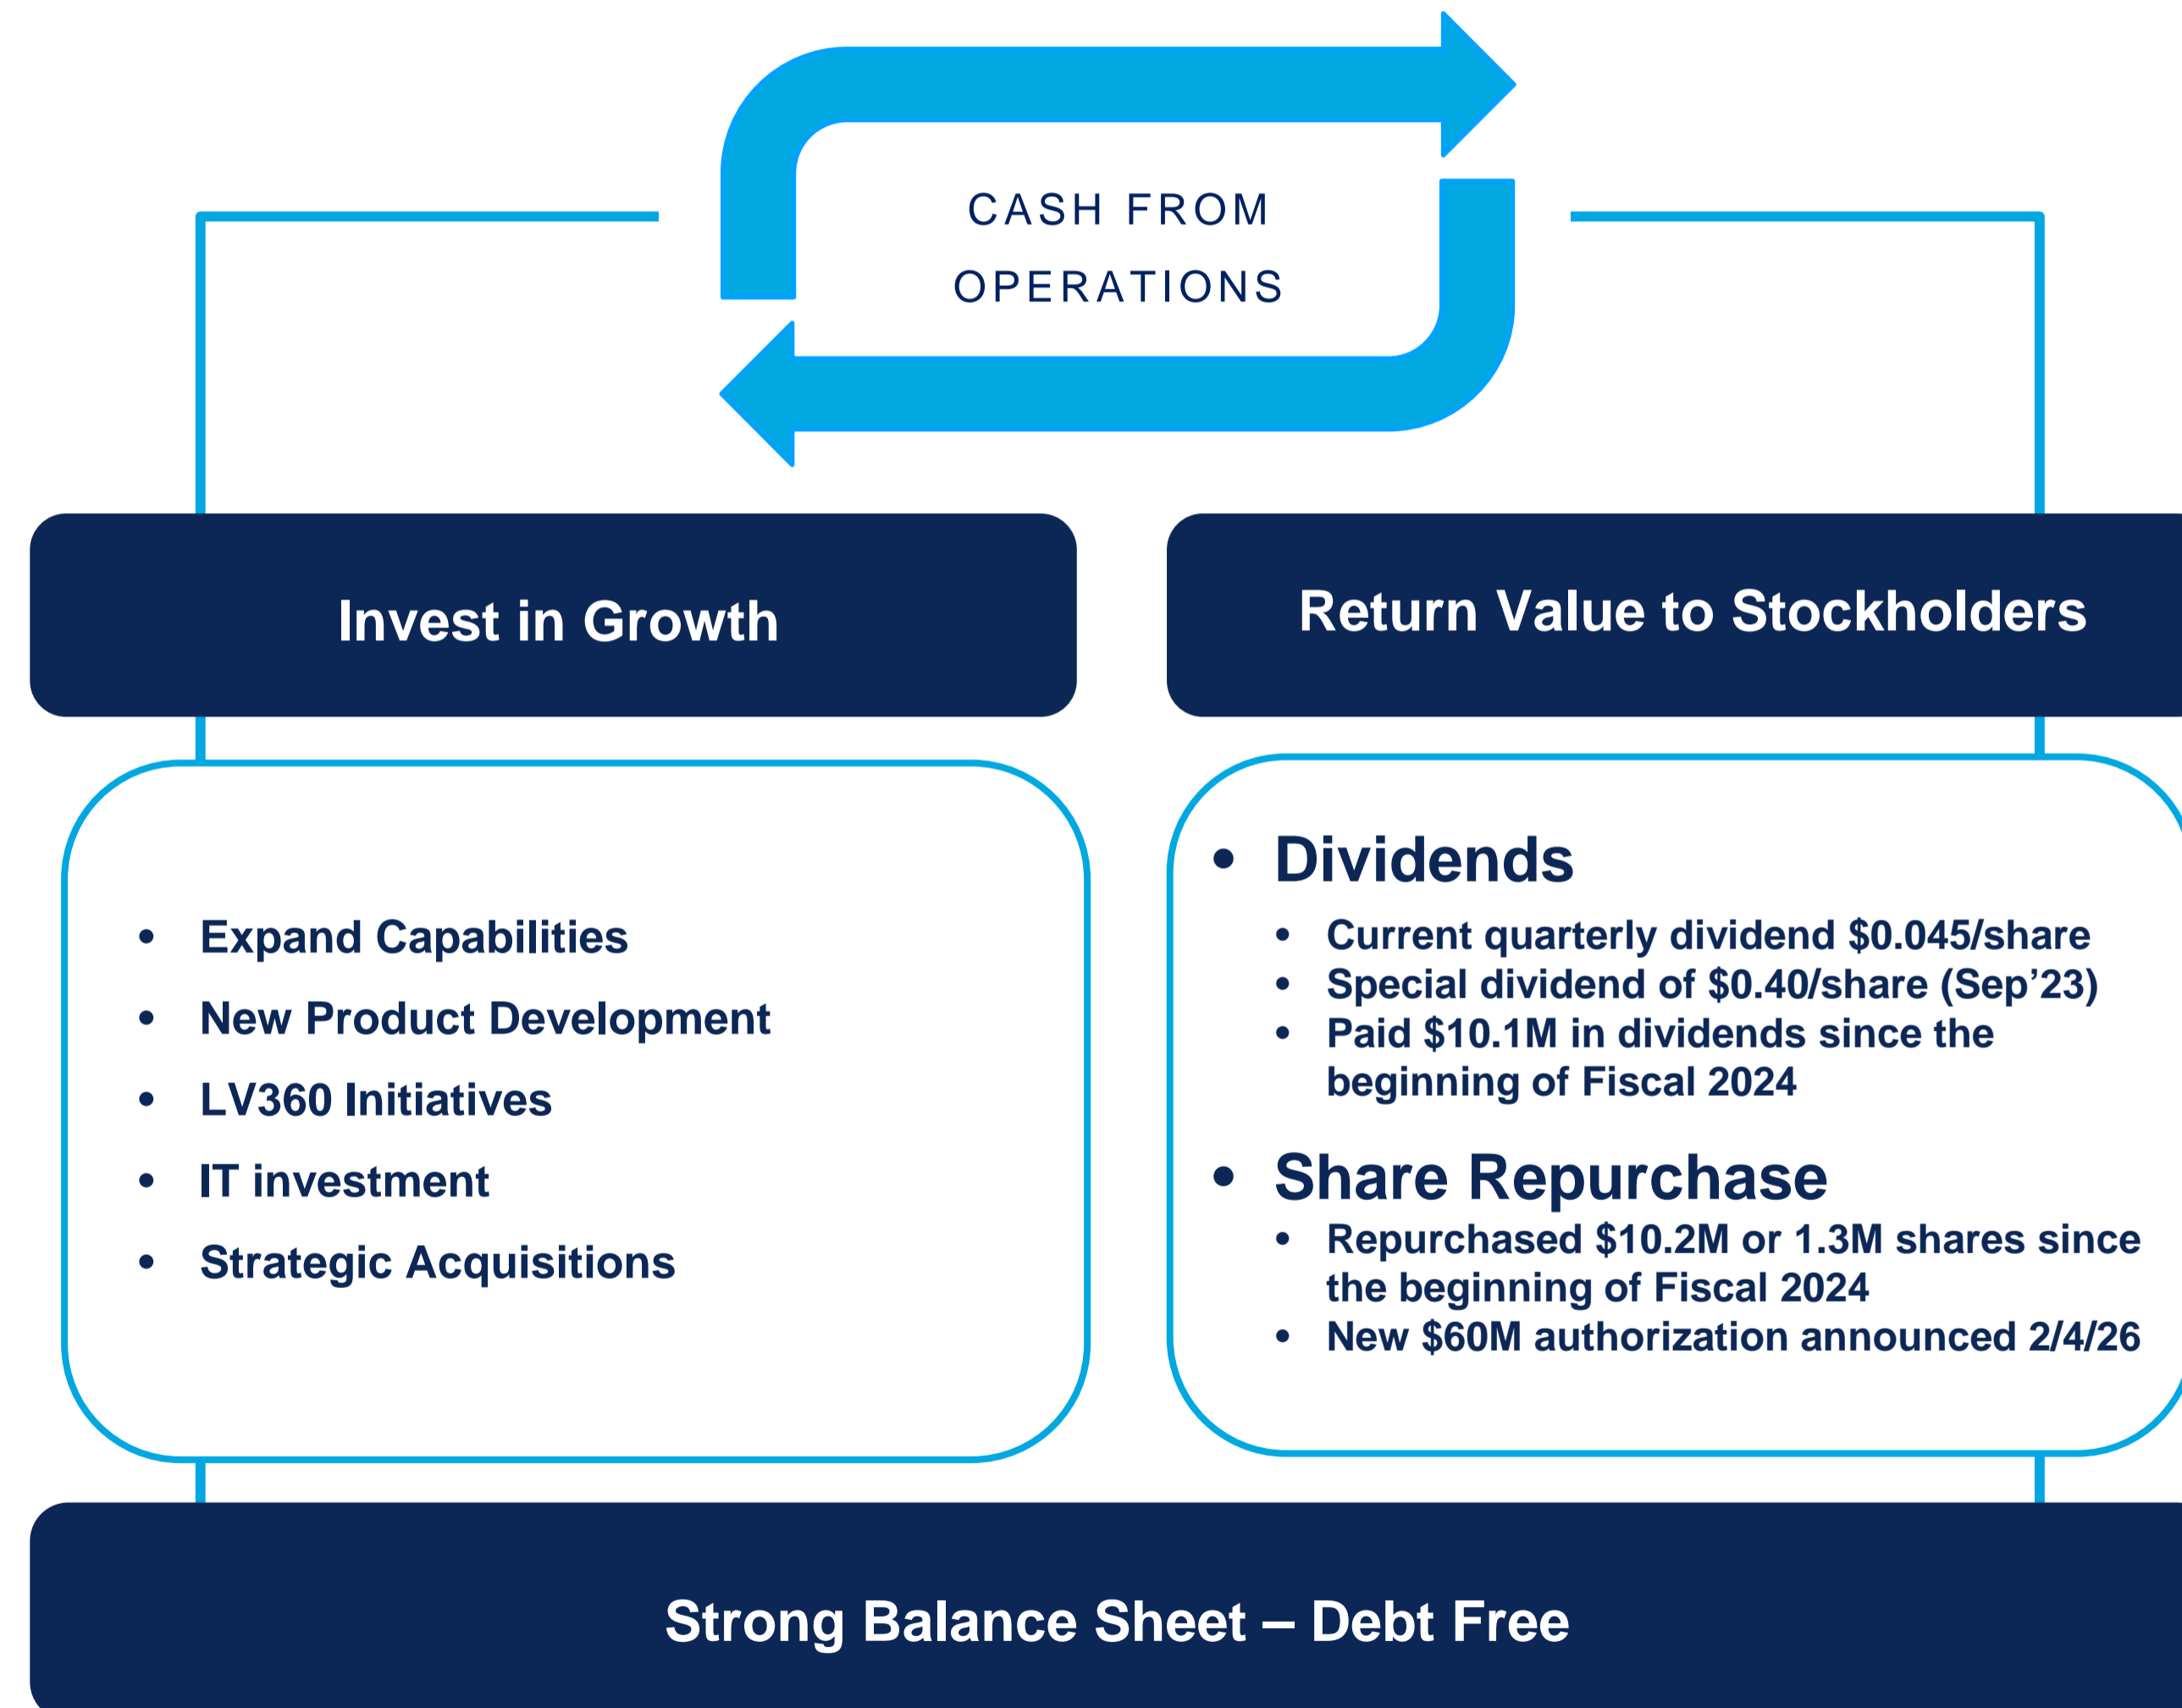 CASH FROM
OPERATIONS
Invest in Growth
Return Value to Stockholders
• Expand Capabilities
• New Product Development
• LV360 Initiatives
• IT investment
• Strategic Acquisitions
• Dividends
• Current quarterly dividend $0.045/share
• Special dividend of $0.40/share (Sep’23)
• Paid $10.1M in dividends since the
beginning of Fiscal 2024
• Share Repurchase
• Repurchased $10.2M or 1.3M shares since
the beginning of Fiscal 2024
• New $60M authorization announced 2/4/26
Strong Balance Sheet – Debt Free